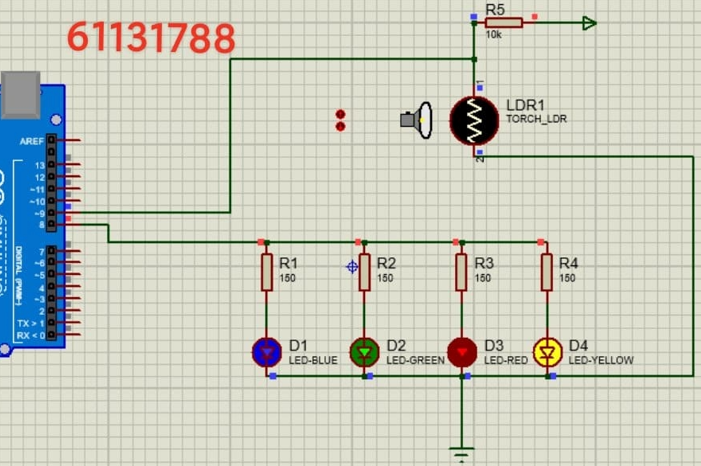 61131788
R5
10k
1
LDR1
TORCH_LDR
2
AREF
13
12
~11
~10
~9
8
7
~6
~5
4
~3
2
TX > 1
RX < 0
DIGITAL (PWM~)
R1
150
R2
150
R3
150
R4
150
D1
LED-BLUE
D2
LED-GREEN
D3
LED-RED
D4
LED-YELLOW